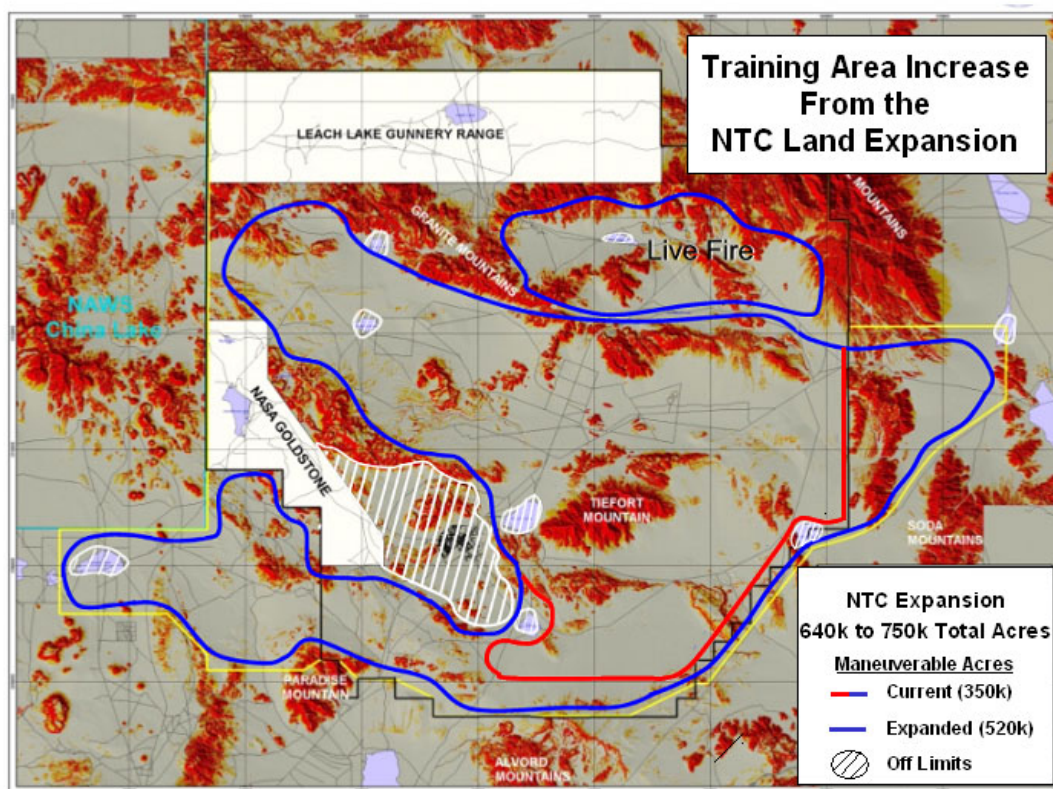 Training Area Increase
From the
NTC Land Expansion
LEACH LAKE GUNNERY RANGE
GRANITE MOUNTAINS
MOUNTAINS
Live Fire
NAWS
China Lake
NASA GOLDSTONE
TIEFORT
MOUNTAIN
SODA
MOUNTAINS
PARADISE
MOUNTAIN
ALVORD
MOUNTAINS
NTC Expansion
640k to 750k Total Acres
Maneuverable Acres
Current (350k)
Expanded (520k)
Off Limits